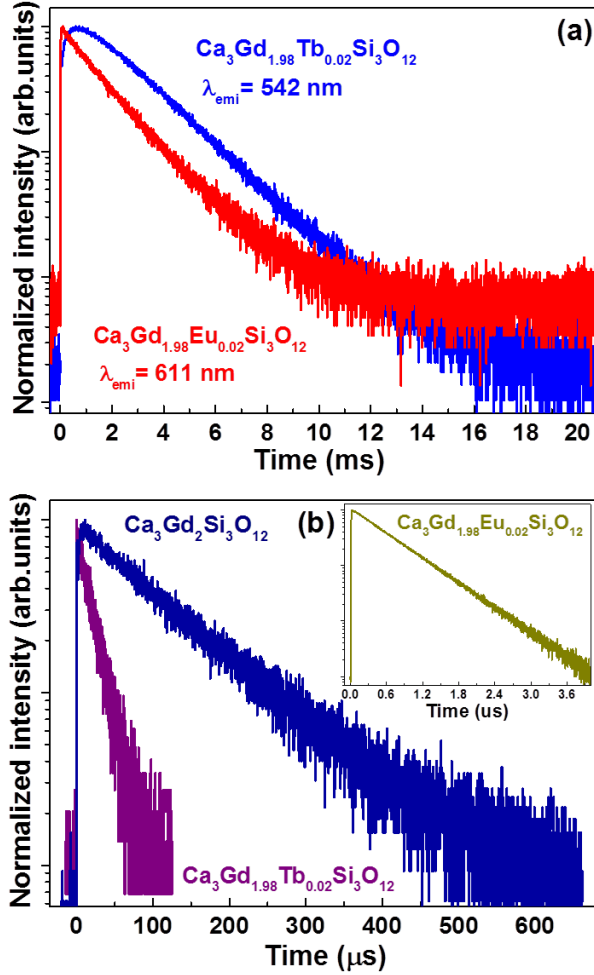 (a)
Ca₃Gd₁.₉₈Tb₀.₀₂Si₃O₁₂
λemi = 542 nm
Normalized intensity (arb.units)
Ca₃Gd₁.₉₈Eu₀.₀₂Si₃O₁₂
λemi = 611 nm
0 2 4 6 8 10 12 14 16 18 20
Time (ms)
(b)
Ca₃Gd₂Si₃O₁₂
Ca₃Gd₁.₉₈Eu₀.₀₂Si₃O₁₂
0.0 0.6 1.2 1.8 2.4 3.0 3.6
Time (us)
Normalized intensity (arb.units)
Ca₃Gd₁.₉₈Tb₀.₀₂Si₃O₁₂
0 100 200 300 400 500 600
Time (μs)